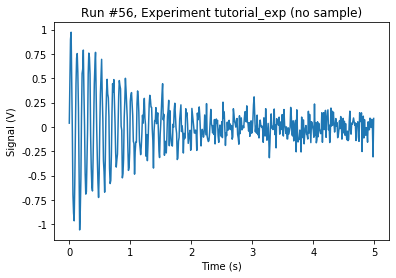 Run #56, Experiment tutorial_exp (no sample)
1
0.75
0.5
0.25
0
-0.25
-0.5
-0.75
-1
Signal (V)
0 1 2 3 4 5
Time (s)